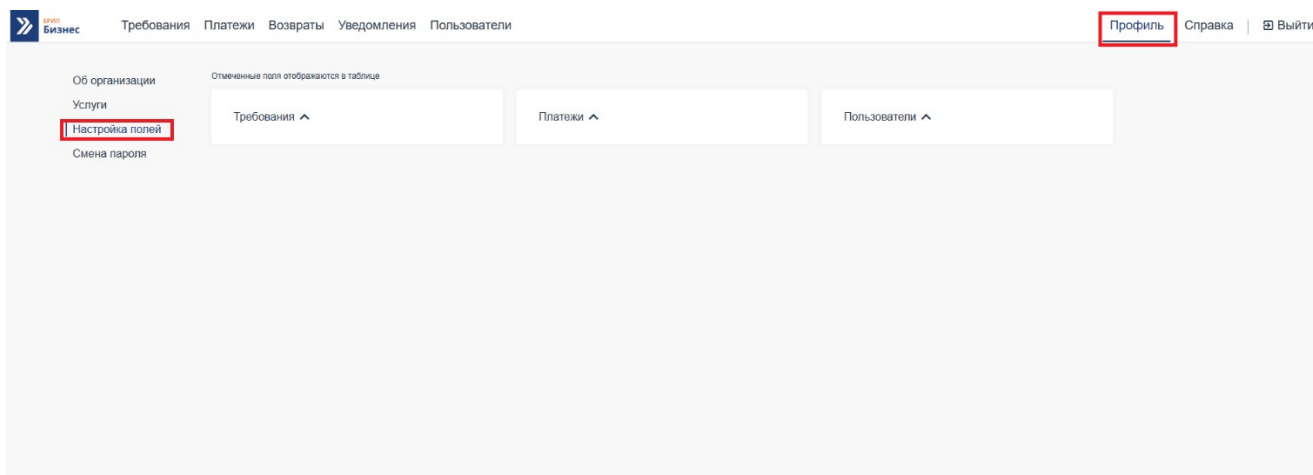 ЕРИП
Бизнес
Требования Платежи Возвраты Уведомления Пользователи
Профиль Справка | Выйти
Об организации
Услуги
Настройка полей
Смена пароля
Отмеченные поля отображаются в таблице
Требования
Платежи
Пользователи